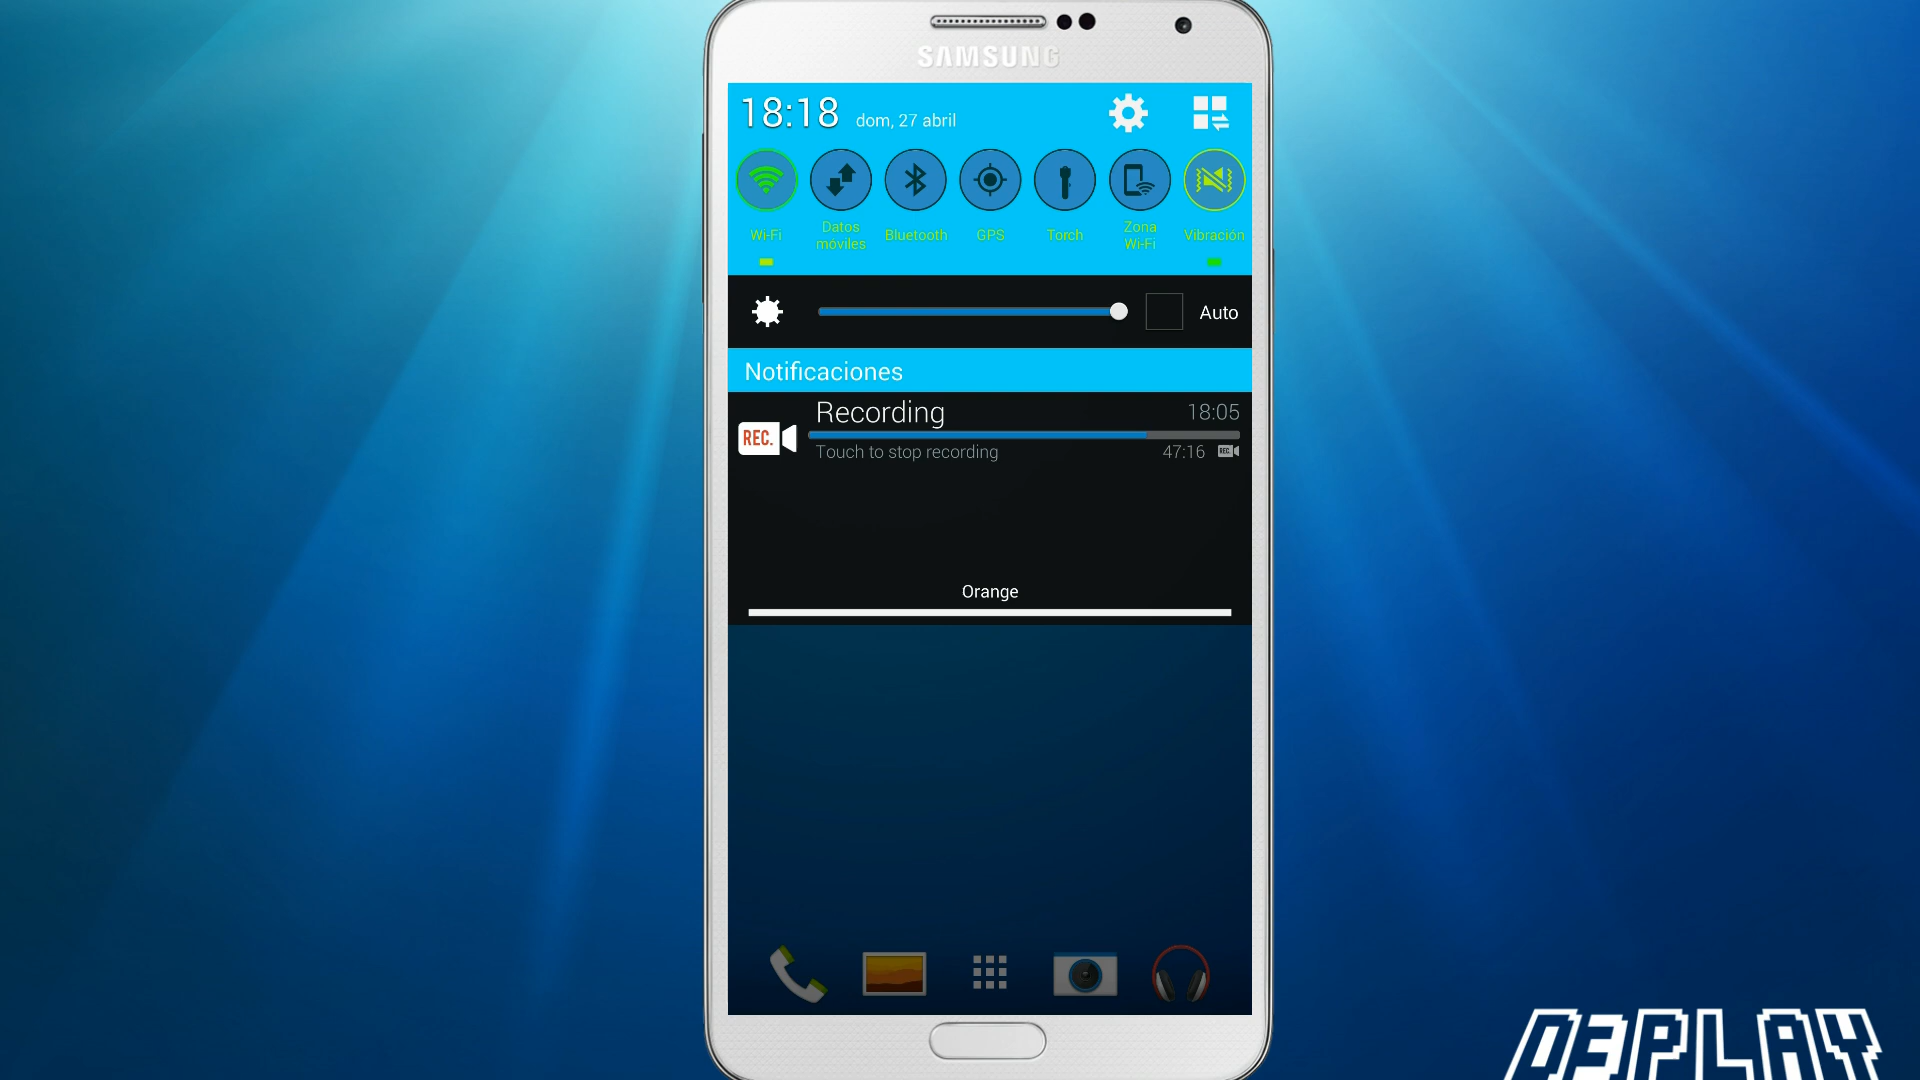 SAMSUNG
18:18 dom, 27 abril
Wi-Fi
Datos móviles
Bluetooth
GPS
Torch
Zona Wi-Fi
Vibración
Auto
Notificaciones
REC.
Recording 18:05
Touch to stop recording 47:16 REC
Orange
DEPLAY